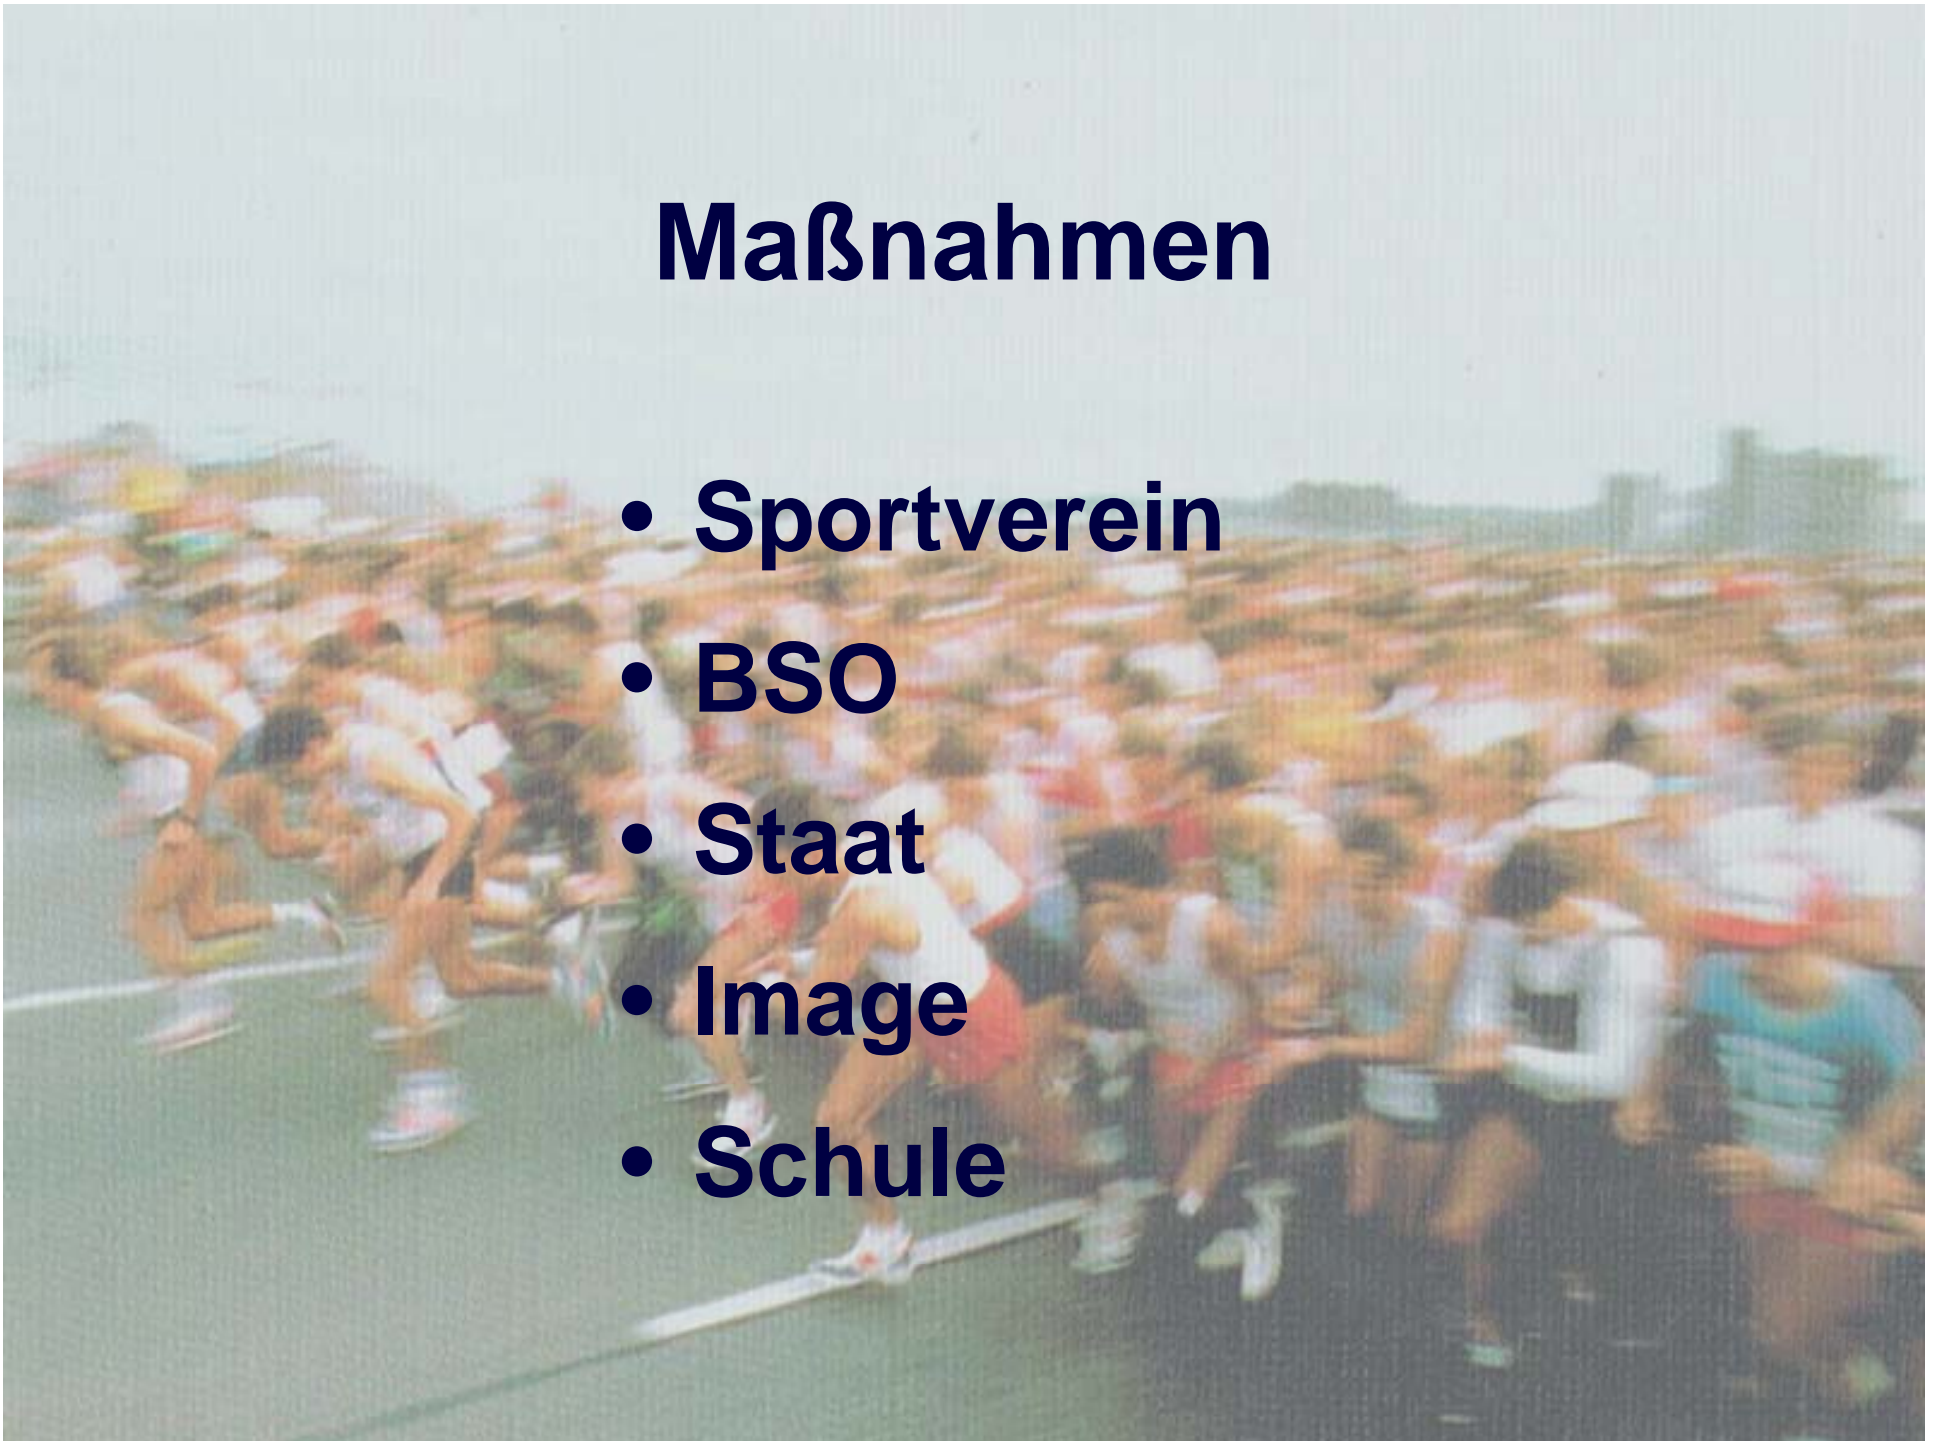 Maßnahmen
• Sportverein
• BSO
• Staat
• Image
• Schule